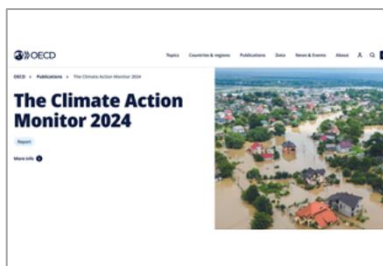 OECD
Topics Countries & regions Publications Data News & Events About
OECD > Publications > The Climate Action Monitor 2024
The Climate Action
Monitor 2024
Report
More info